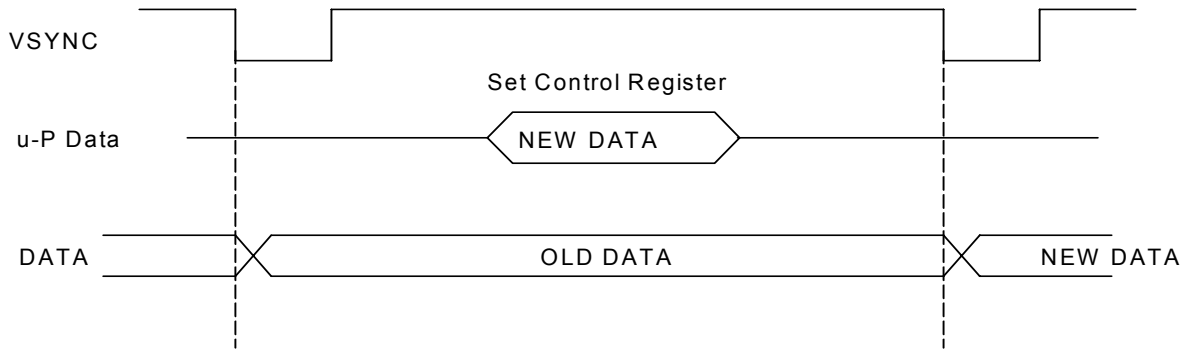 VSYNC
Set Control Register
u-P Data
NEW DATA
DATA
OLD DATA
NEW DATA